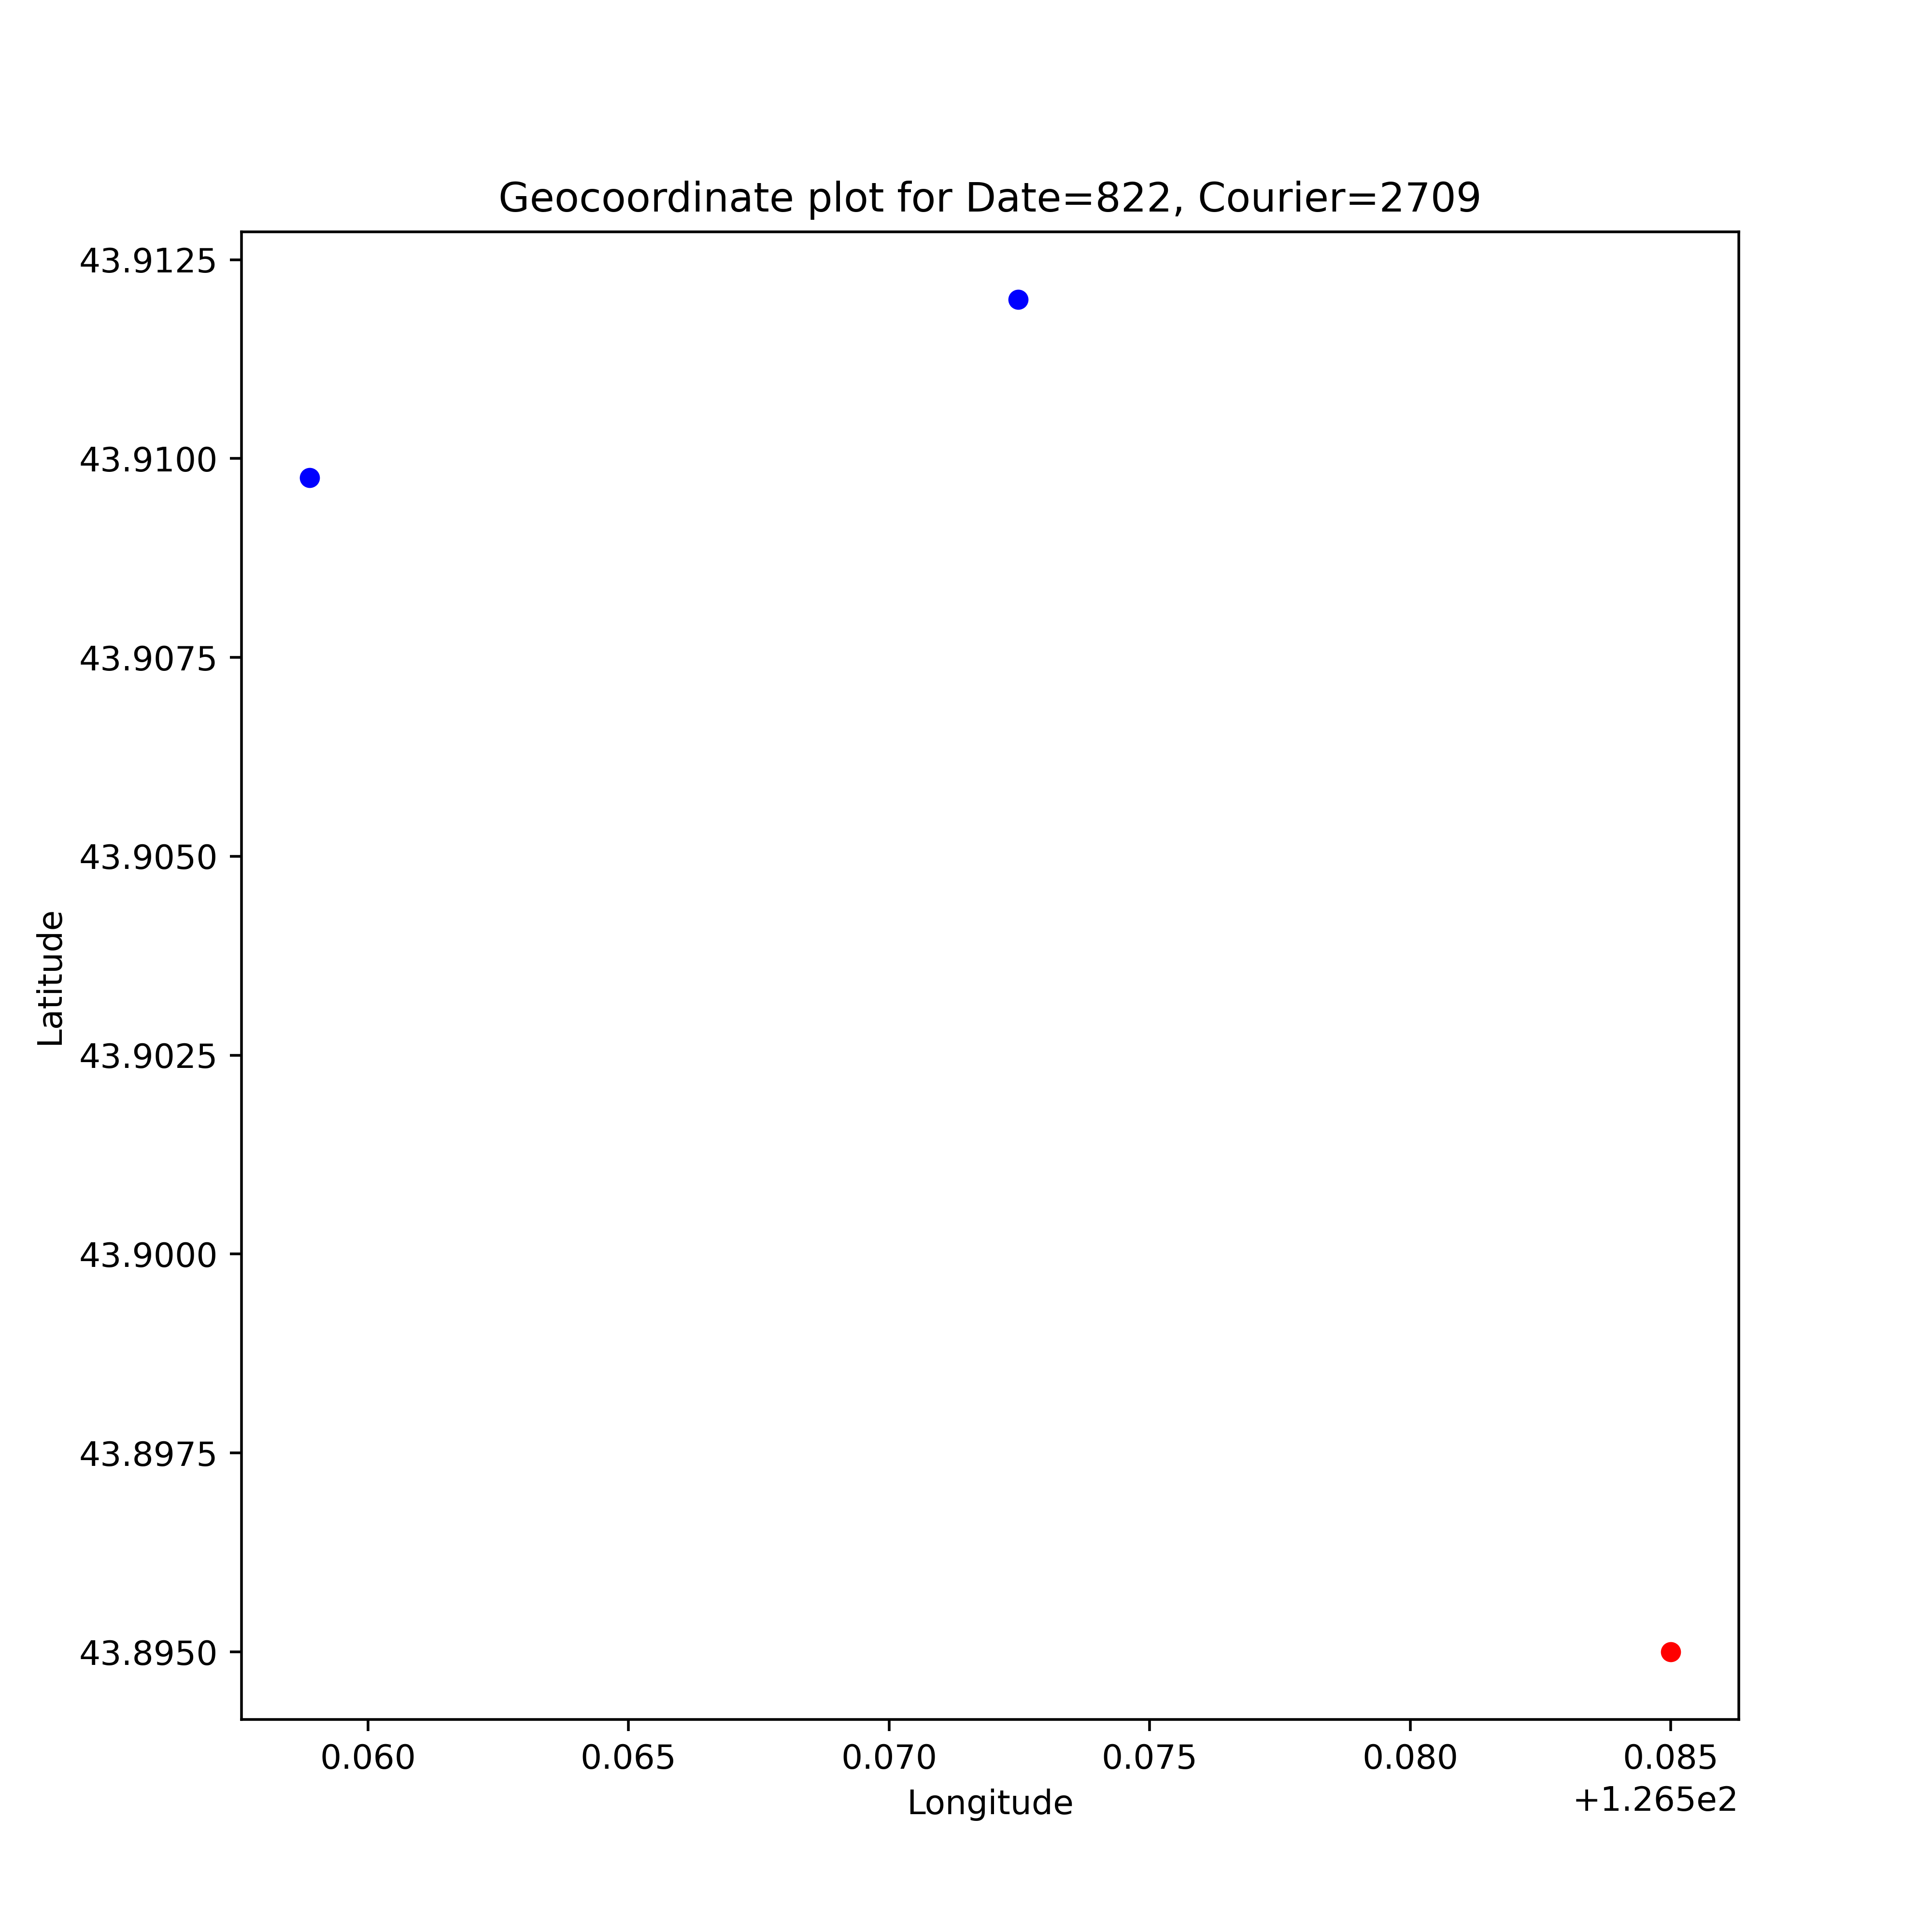 Geocoordinate plot for Date=822, Courier=2709
43.9125
43.9100
43.9075
43.9050
43.9025
43.9000
43.8975
43.8950
Latitude
0.060 0.065 0.070 0.075 0.080 0.085
+1.265e2
Longitude